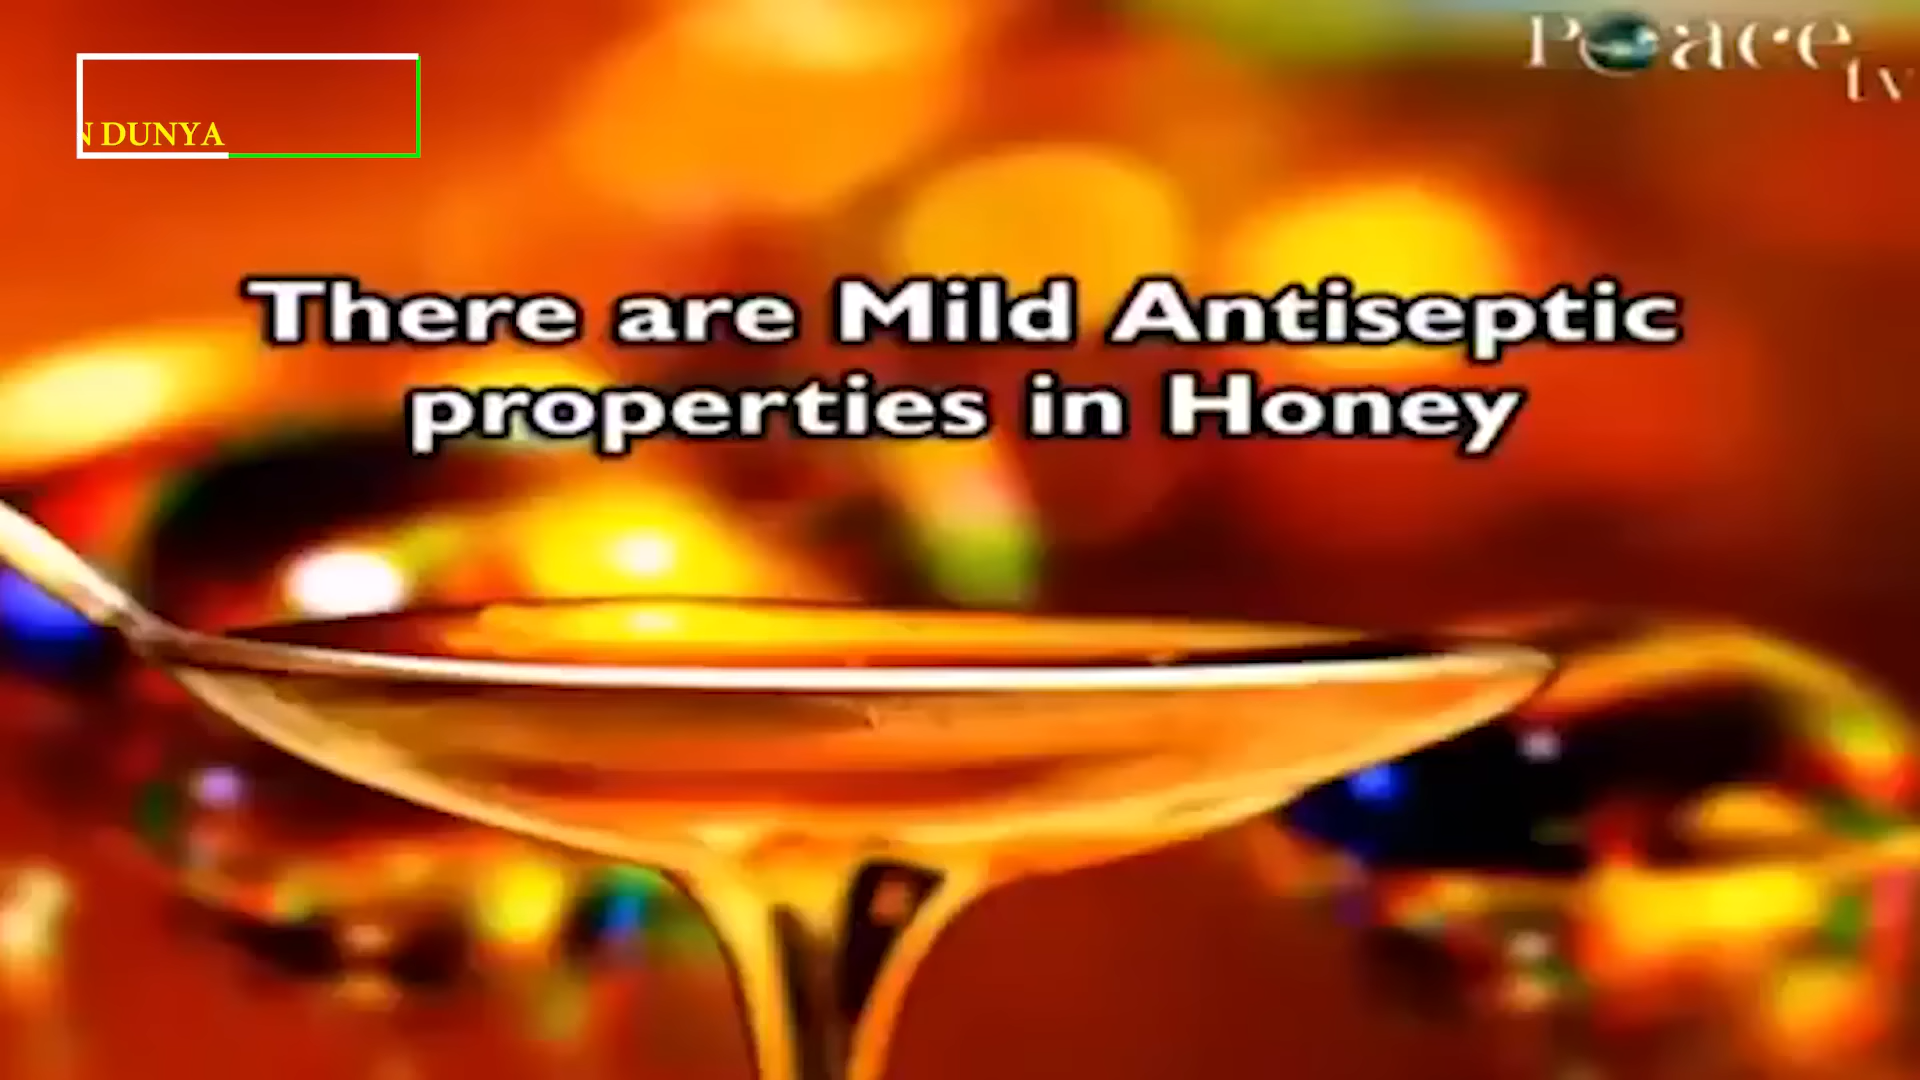 Peace
tv
N DUNYA
There are Mild Antiseptic
properties in Honey